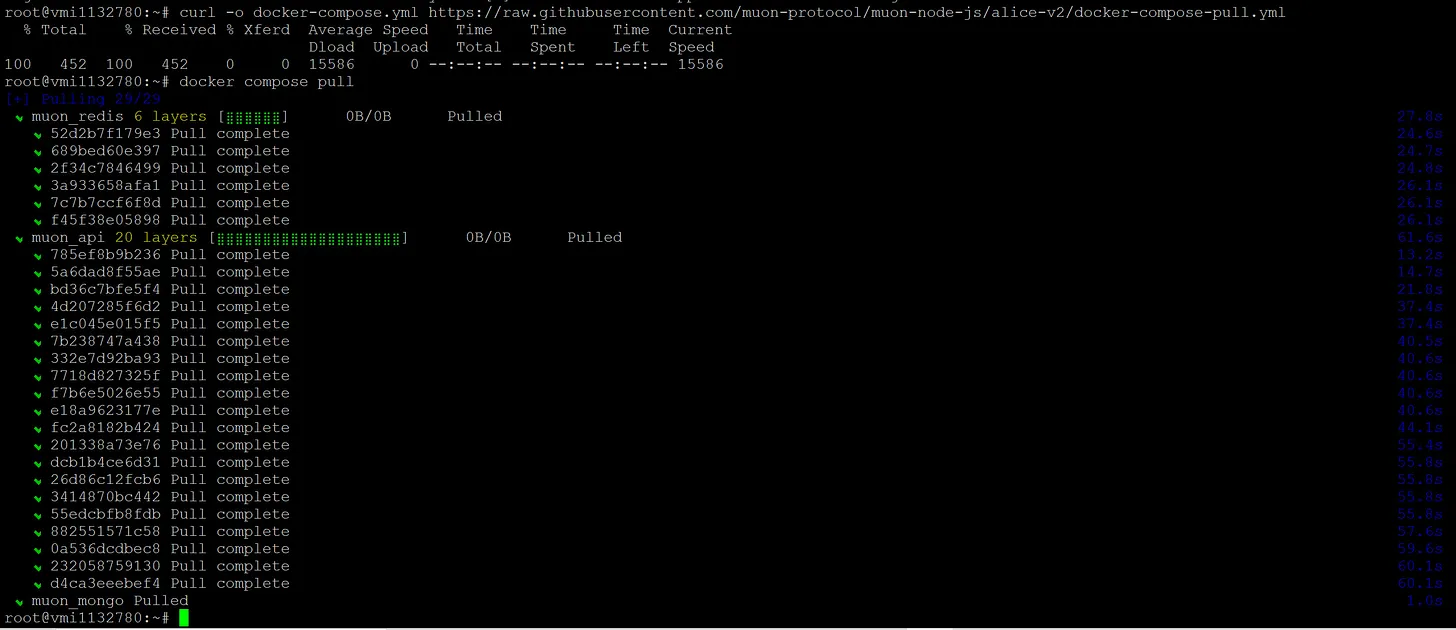 root@vmi1132780:~# curl -o docker-compose.yml https://raw.githubusercontent.com/muon-protocol/muon-node-js/alice-v2/docker-compose-pull.yml
% Total % Received % Xferd Average Speed Time Time Time Current
Dload Upload Total Spent Left Speed
100 452 100 452 0 0 15586 0 --:--:-- --:--:-- --:--:-- 15586
root@vmi1132780:~# docker compose pull
[+] Pulling 29/29
✔ muon_redis 6 layers [⣿⣿⣿⣿⣿⣿] 0B/0B Pulled 27.8s
✔ 52d2b7f179e3 Pull complete 24.6s
✔ 689bed60e397 Pull complete 24.7s
✔ 2f34c7846499 Pull complete 24.8s
✔ 3a933658afa1 Pull complete 26.1s
✔ 7c7b7ccf6f8d Pull complete 26.1s
✔ f45f38e05898 Pull complete 26.1s
✔ muon_api 20 layers [⣿⣿⣿⣿⣿⣿⣿⣿⣿⣿⣿⣿⣿⣿⣿⣿⣿⣿⣿⣿] 0B/0B Pulled 61.6s
✔ 785ef8b9b236 Pull complete 13.2s
✔ 5a6dad8f55ae Pull complete 14.7s
✔ bd36c7bfe5f4 Pull complete 21.8s
✔ 4d207285f6d2 Pull complete 37.4s
✔ e1c045e015f5 Pull complete 37.4s
✔ 7b238747a438 Pull complete 40.5s
✔ 332e7d92ba93 Pull complete 40.6s
✔ 7718d827325f Pull complete 40.6s
✔ f7b6e5026e55 Pull complete 40.6s
✔ e18a9623177e Pull complete 40.6s
✔ fc2a8182b424 Pull complete 44.1s
✔ 201338a73e76 Pull complete 55.4s
✔ dcb1b4ce6d31 Pull complete 55.8s
✔ 26d86c12fcb6 Pull complete 55.8s
✔ 3414870bc442 Pull complete 55.8s
✔ 55edcbfb8fdb Pull complete 55.8s
✔ 882551571c58 Pull complete 57.6s
✔ 0a536dcdbec8 Pull complete 59.6s
✔ 232058759130 Pull complete 60.1s
✔ d4ca3eeebef4 Pull complete 60.1s
✔ muon_mongo Pulled 1.0s
root@vmi1132780:~#